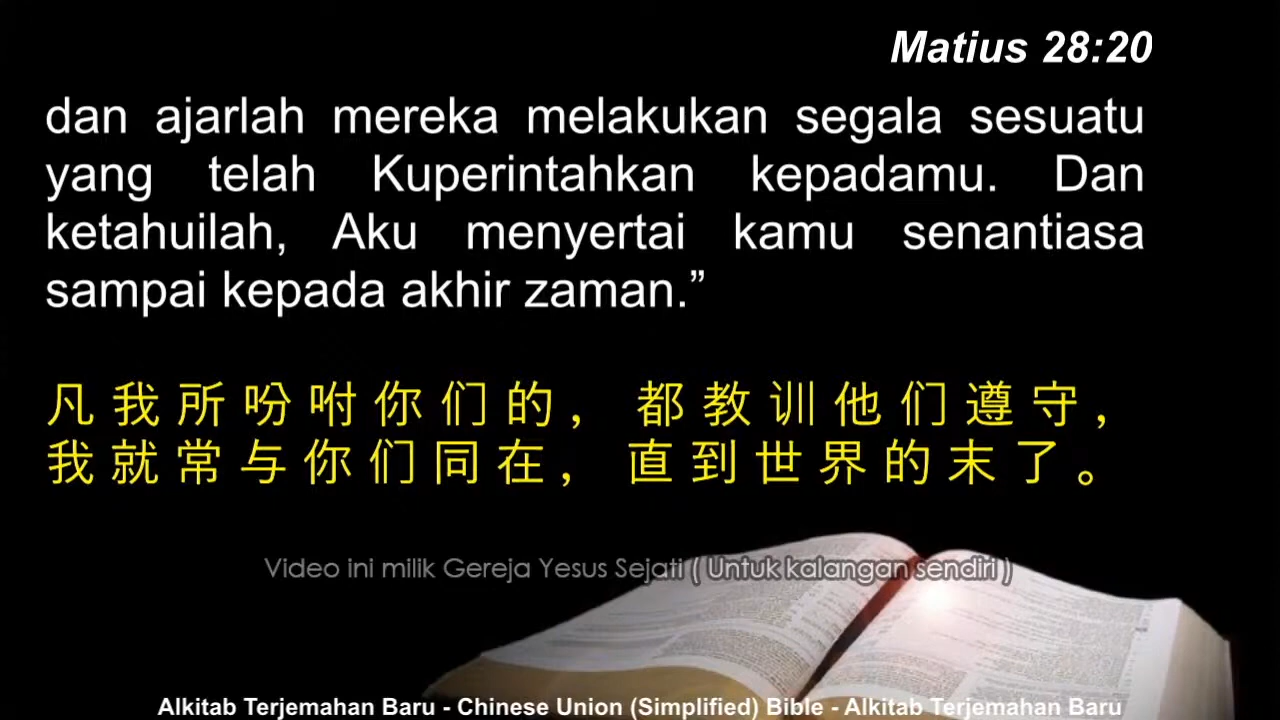 Matius 28:20
dan ajarlah mereka melakukan segala sesuatu
yang telah Kuperintahkan kepadamu. Dan
ketahuilah, Aku menyertai kamu senantiasa
sampai kepada akhir zaman.”
凡 我 所 吩 咐 你 们 的 , 都 教 训 他 们 遵 守 ,
我 就 常 与 你 们 同 在 , 直 到 世 界 的 末 了 。
Video ini milik Gereja Yesus Sejati ( Untuk kalangan sendiri )
Alkitab Terjemahan Baru - Chinese Union (Simplified) Bible - Alkitab Terjemahan Baru